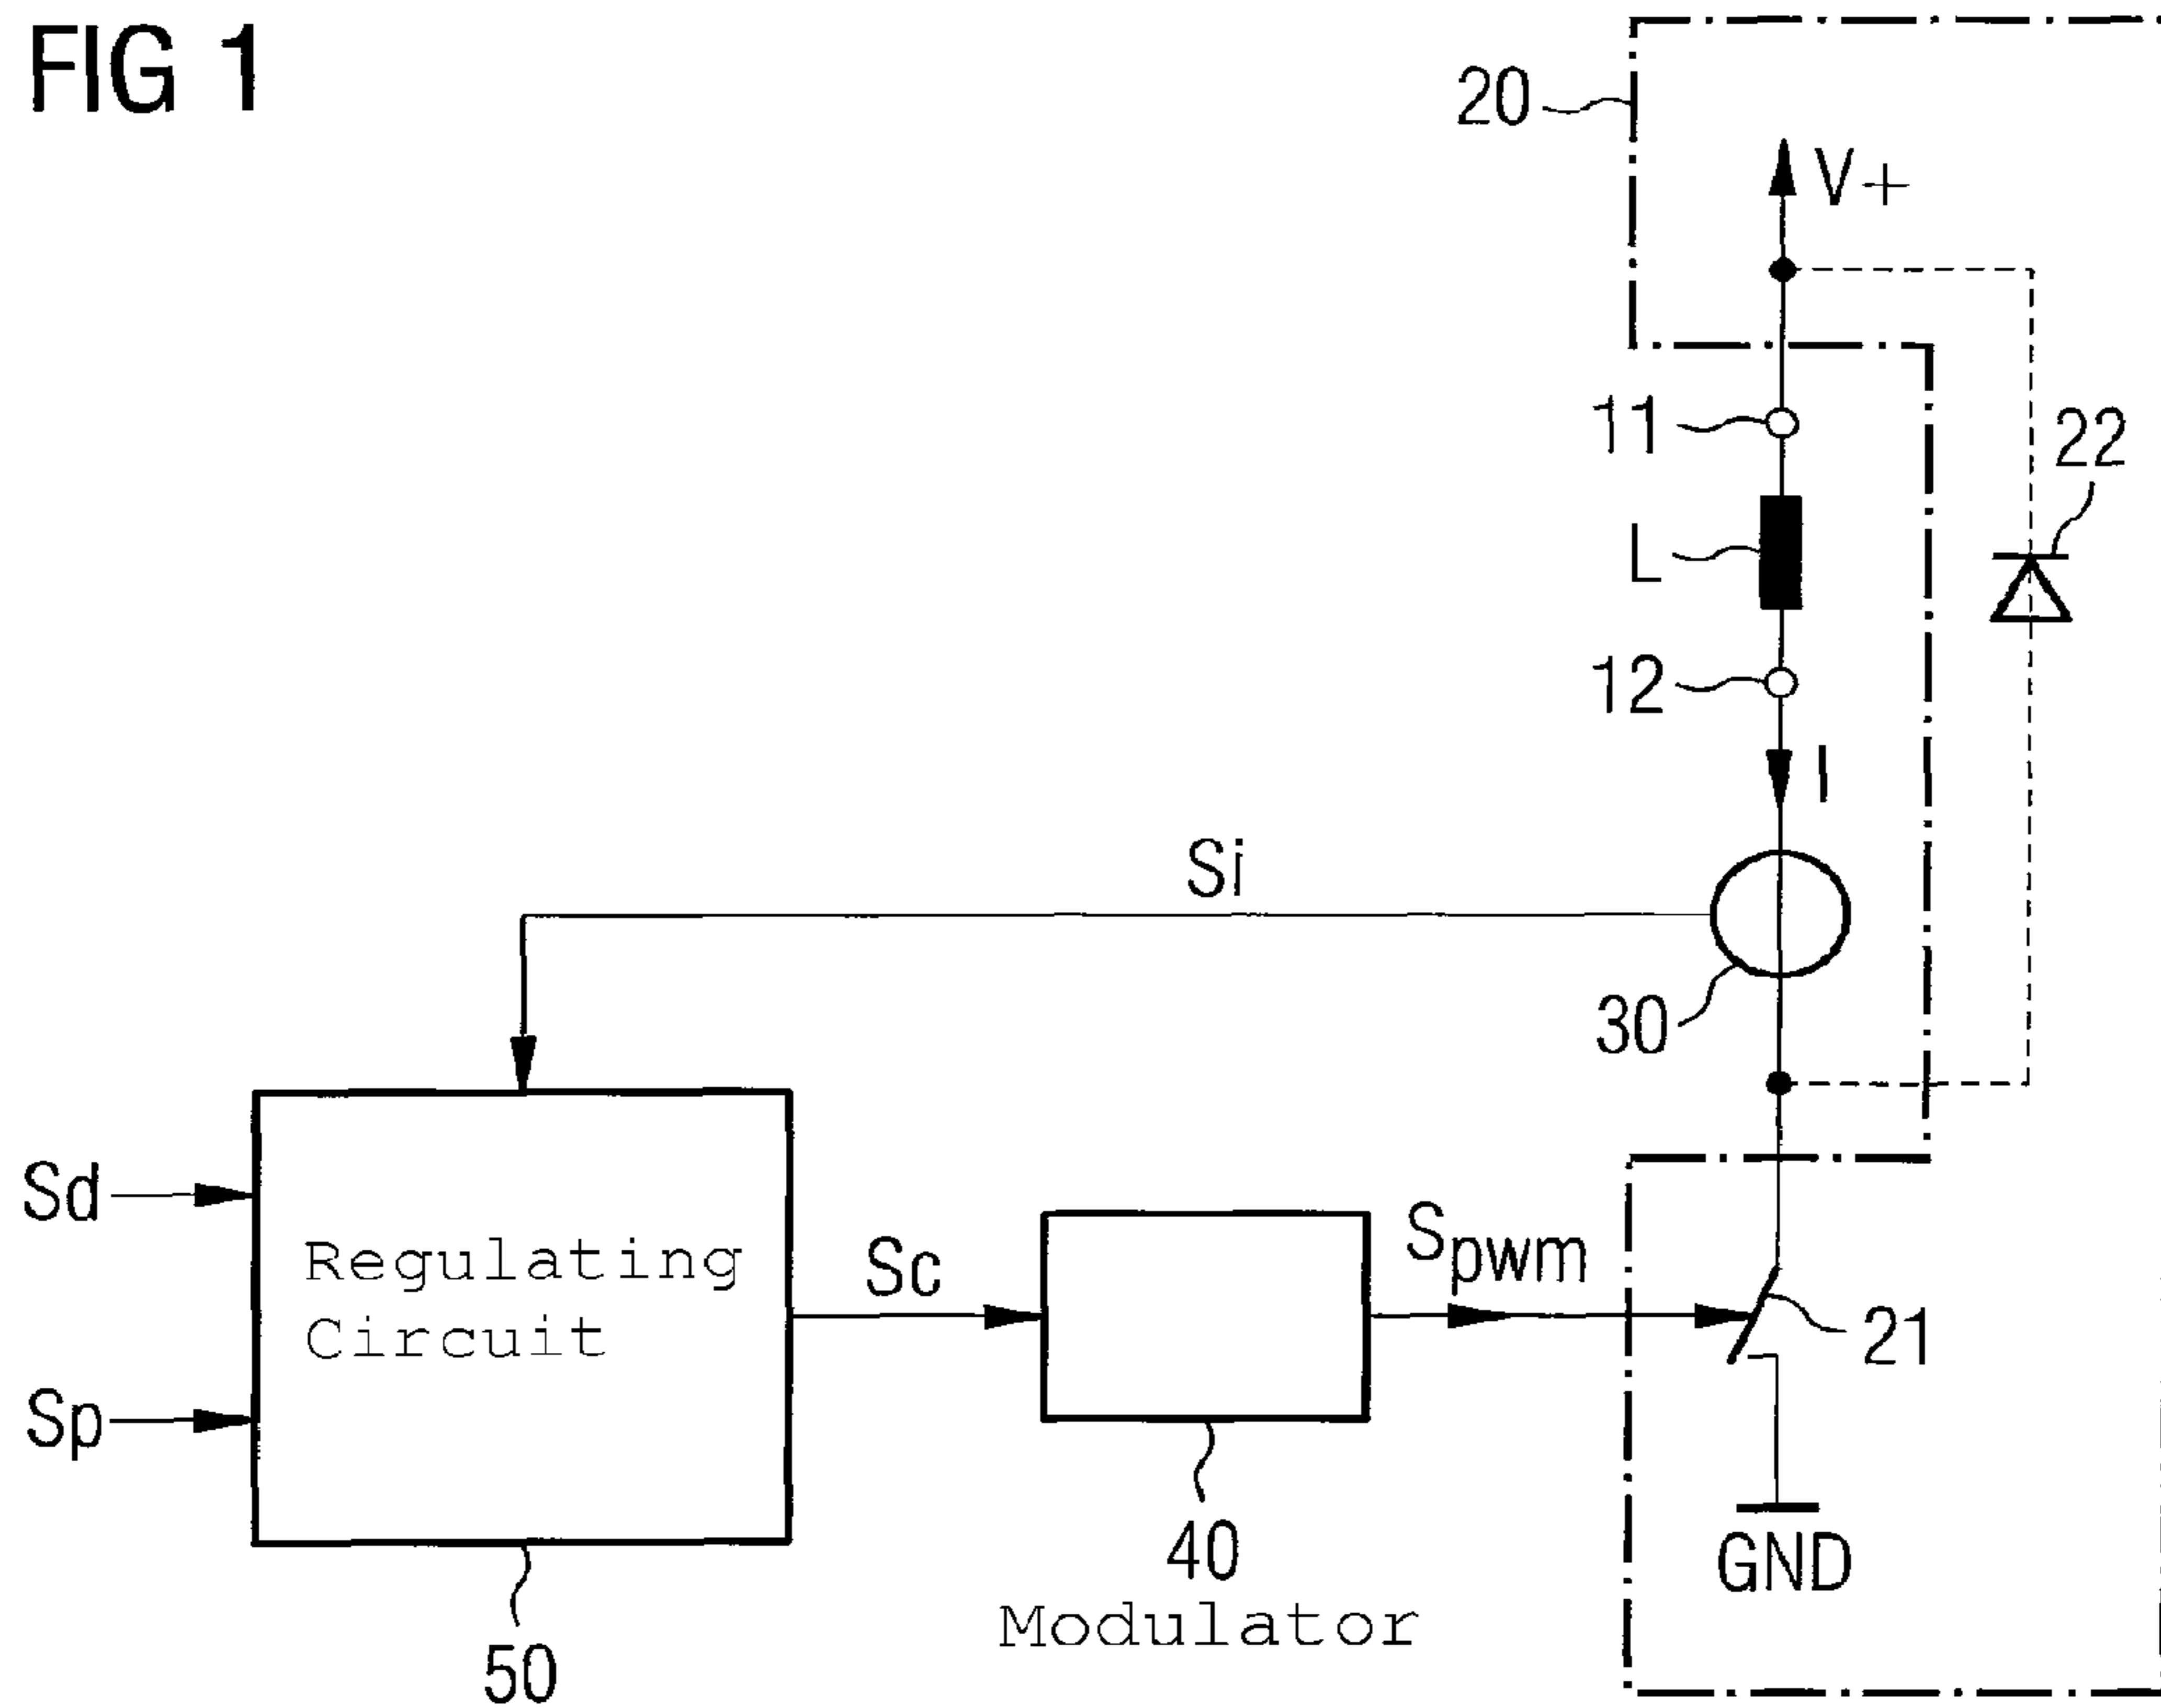 FIG 1
20
V+
11
22
L
12
I
Si
30
Sd
Regulating
Circuit
Sc
Spwm
21
Sp
40
Modulator
GND
50